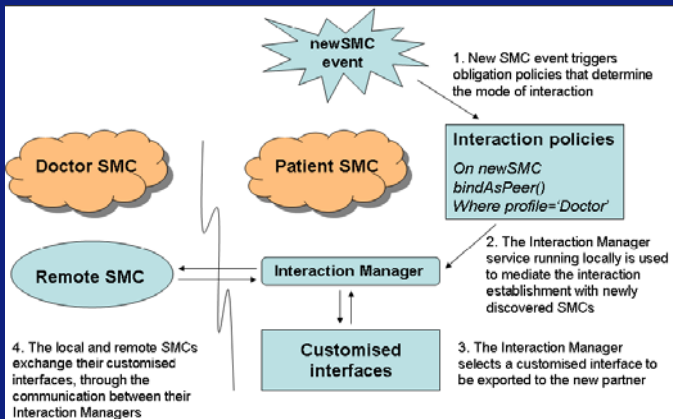 newSMC
event
1. New SMC event triggers
obligation policies that determine
the mode of interaction
Interaction policies
On newSMC
bindAsPeer()
Where profile='Doctor'
Doctor SMC
Patient SMC
2. The Interaction Manager
service running locally is used
to mediate the interaction
establishment with newly
discovered SMCs
Remote SMC
Interaction Manager
Customised
interfaces
3. The Interaction Manager
selects a customised interface to
be exported to the new partner
4. The local and remote SMCs
exchange their customised
interfaces, through the
communication between their
Interaction Managers